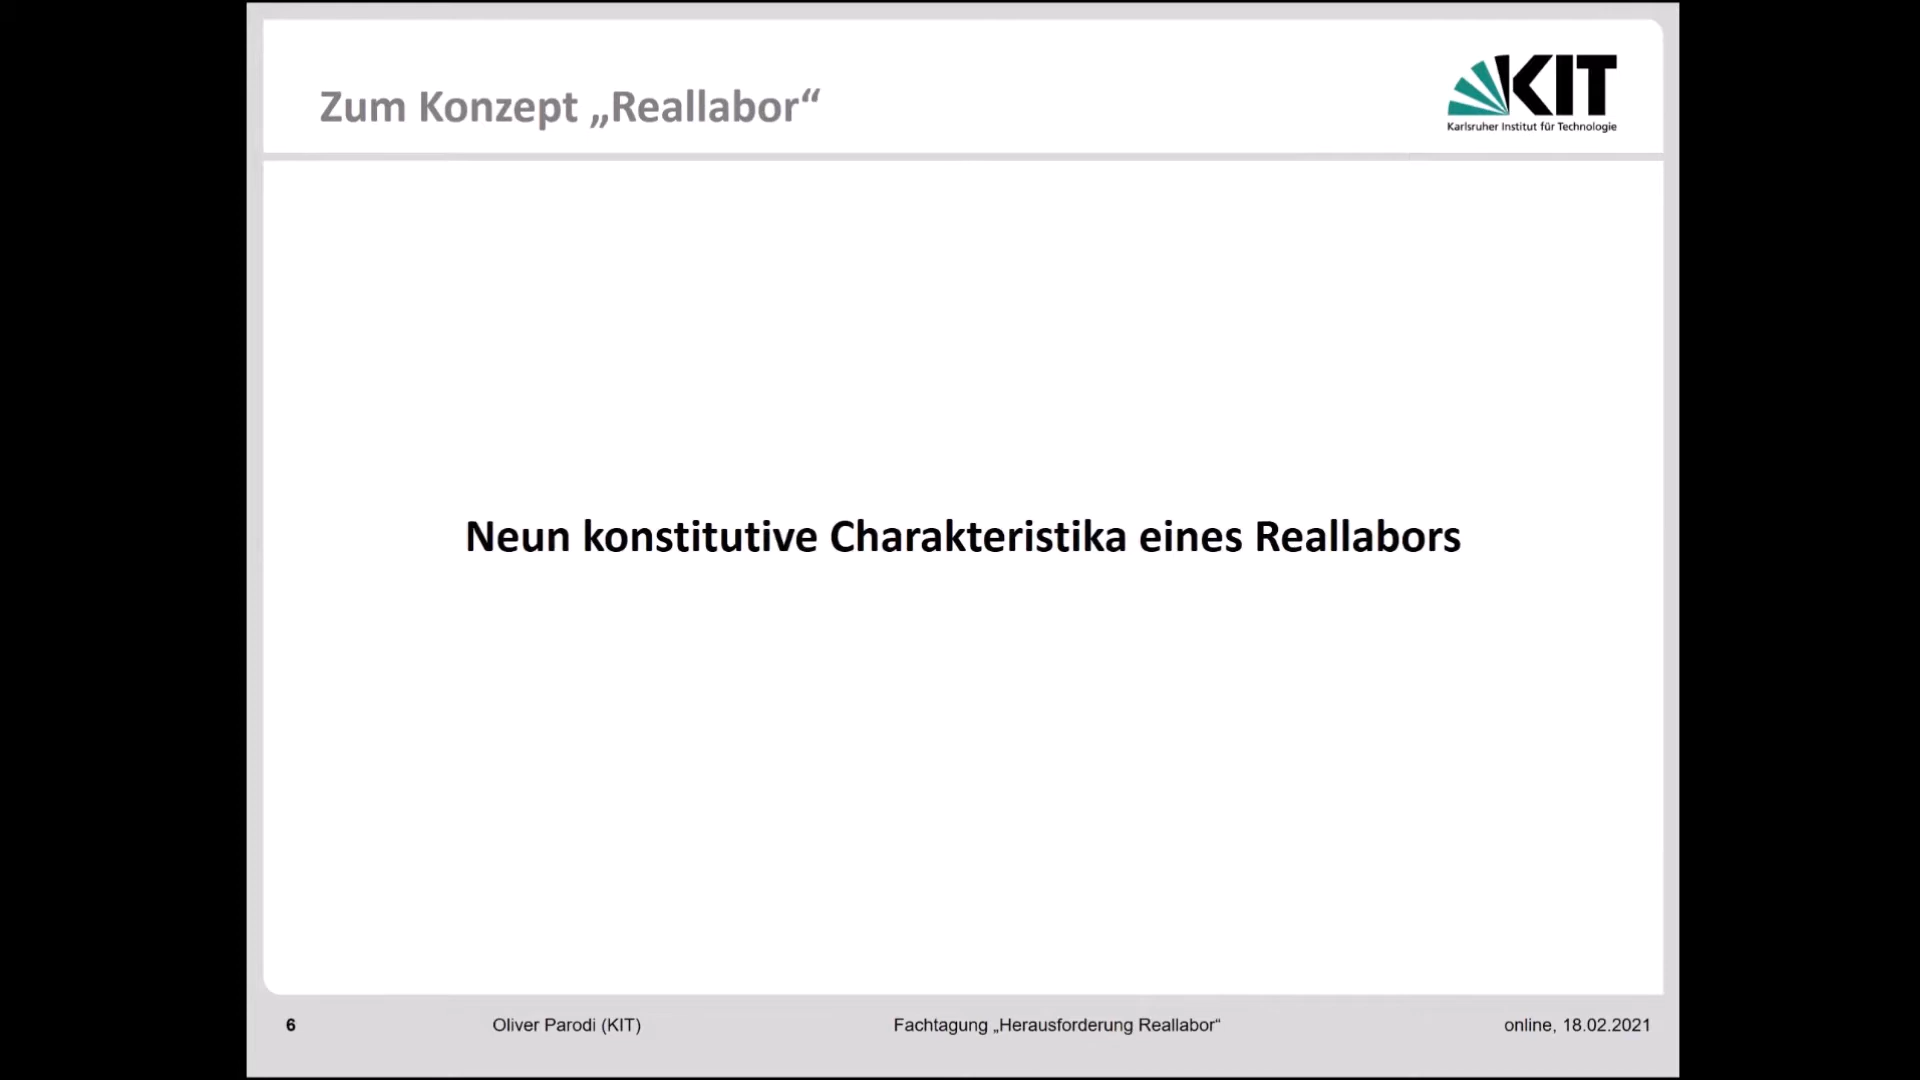 Zum Konzept „Reallabor“
KIT
Karlsruher Institut für Technologie
Neun konstitutive Charakteristika eines Reallabors
6
Oliver Parodi (KIT)
Fachtagung „Herausforderung Reallabor“
online, 18.02.2021